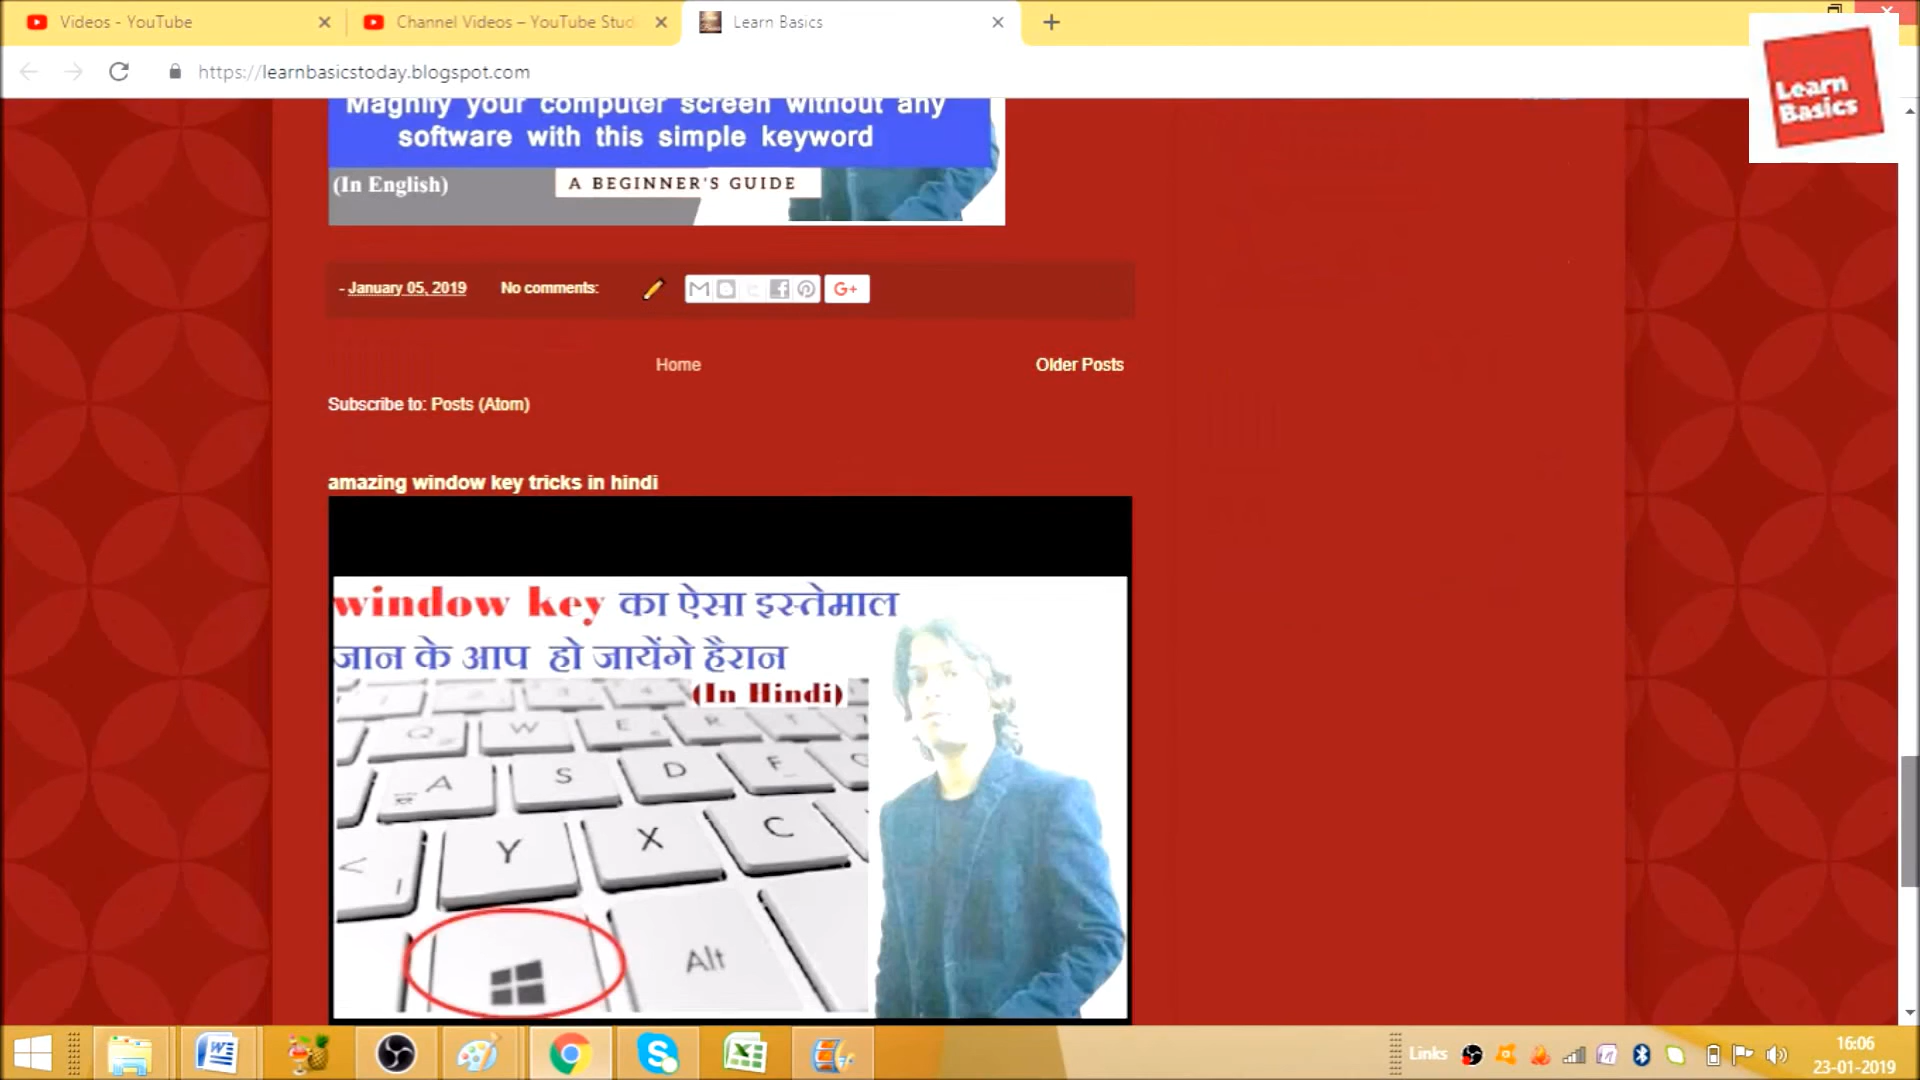 Videos - YouTube
Channel Videos – YouTube Stud
Learn Basics
https://learnbasicstoday.blogspot.com
Learn
Basics
Magnify your computer screen without any
software with this simple keyword
(In English)
A BEGINNER'S GUIDE
- January 05, 2019
No comments:
G+
Home
Older Posts
Subscribe to: Posts (Atom)
amazing window key tricks in hindi
window key का ऐसा इस्तेमाल
जान के आप हो जायेंगे हैरान
(In Hindi)
Q W E R T
A S D F
< Y X C
Alt
Links
16:06
23-01-2019